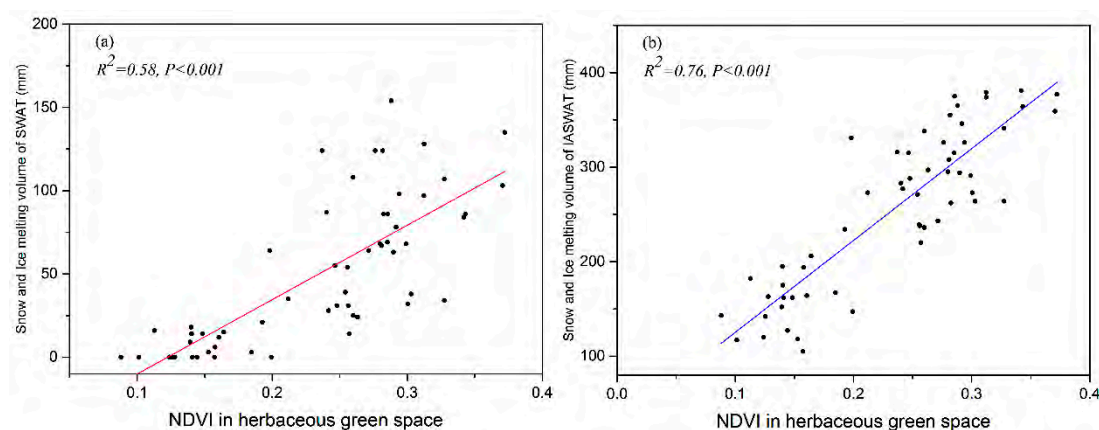 (a)
R²=0.58, P<0.001
Snow and Ice melting volume of SWAT (mm)
200
150
100
50
0
0.1
0.2
0.3
0.4
NDVI in herbaceous green space
(b)
R²=0.76, P<0.001
Snow and Ice melting volume of IASWAT (mm)
400
300
200
100
0.0
0.1
0.2
0.3
0.4
NDVI in herbaceous green space